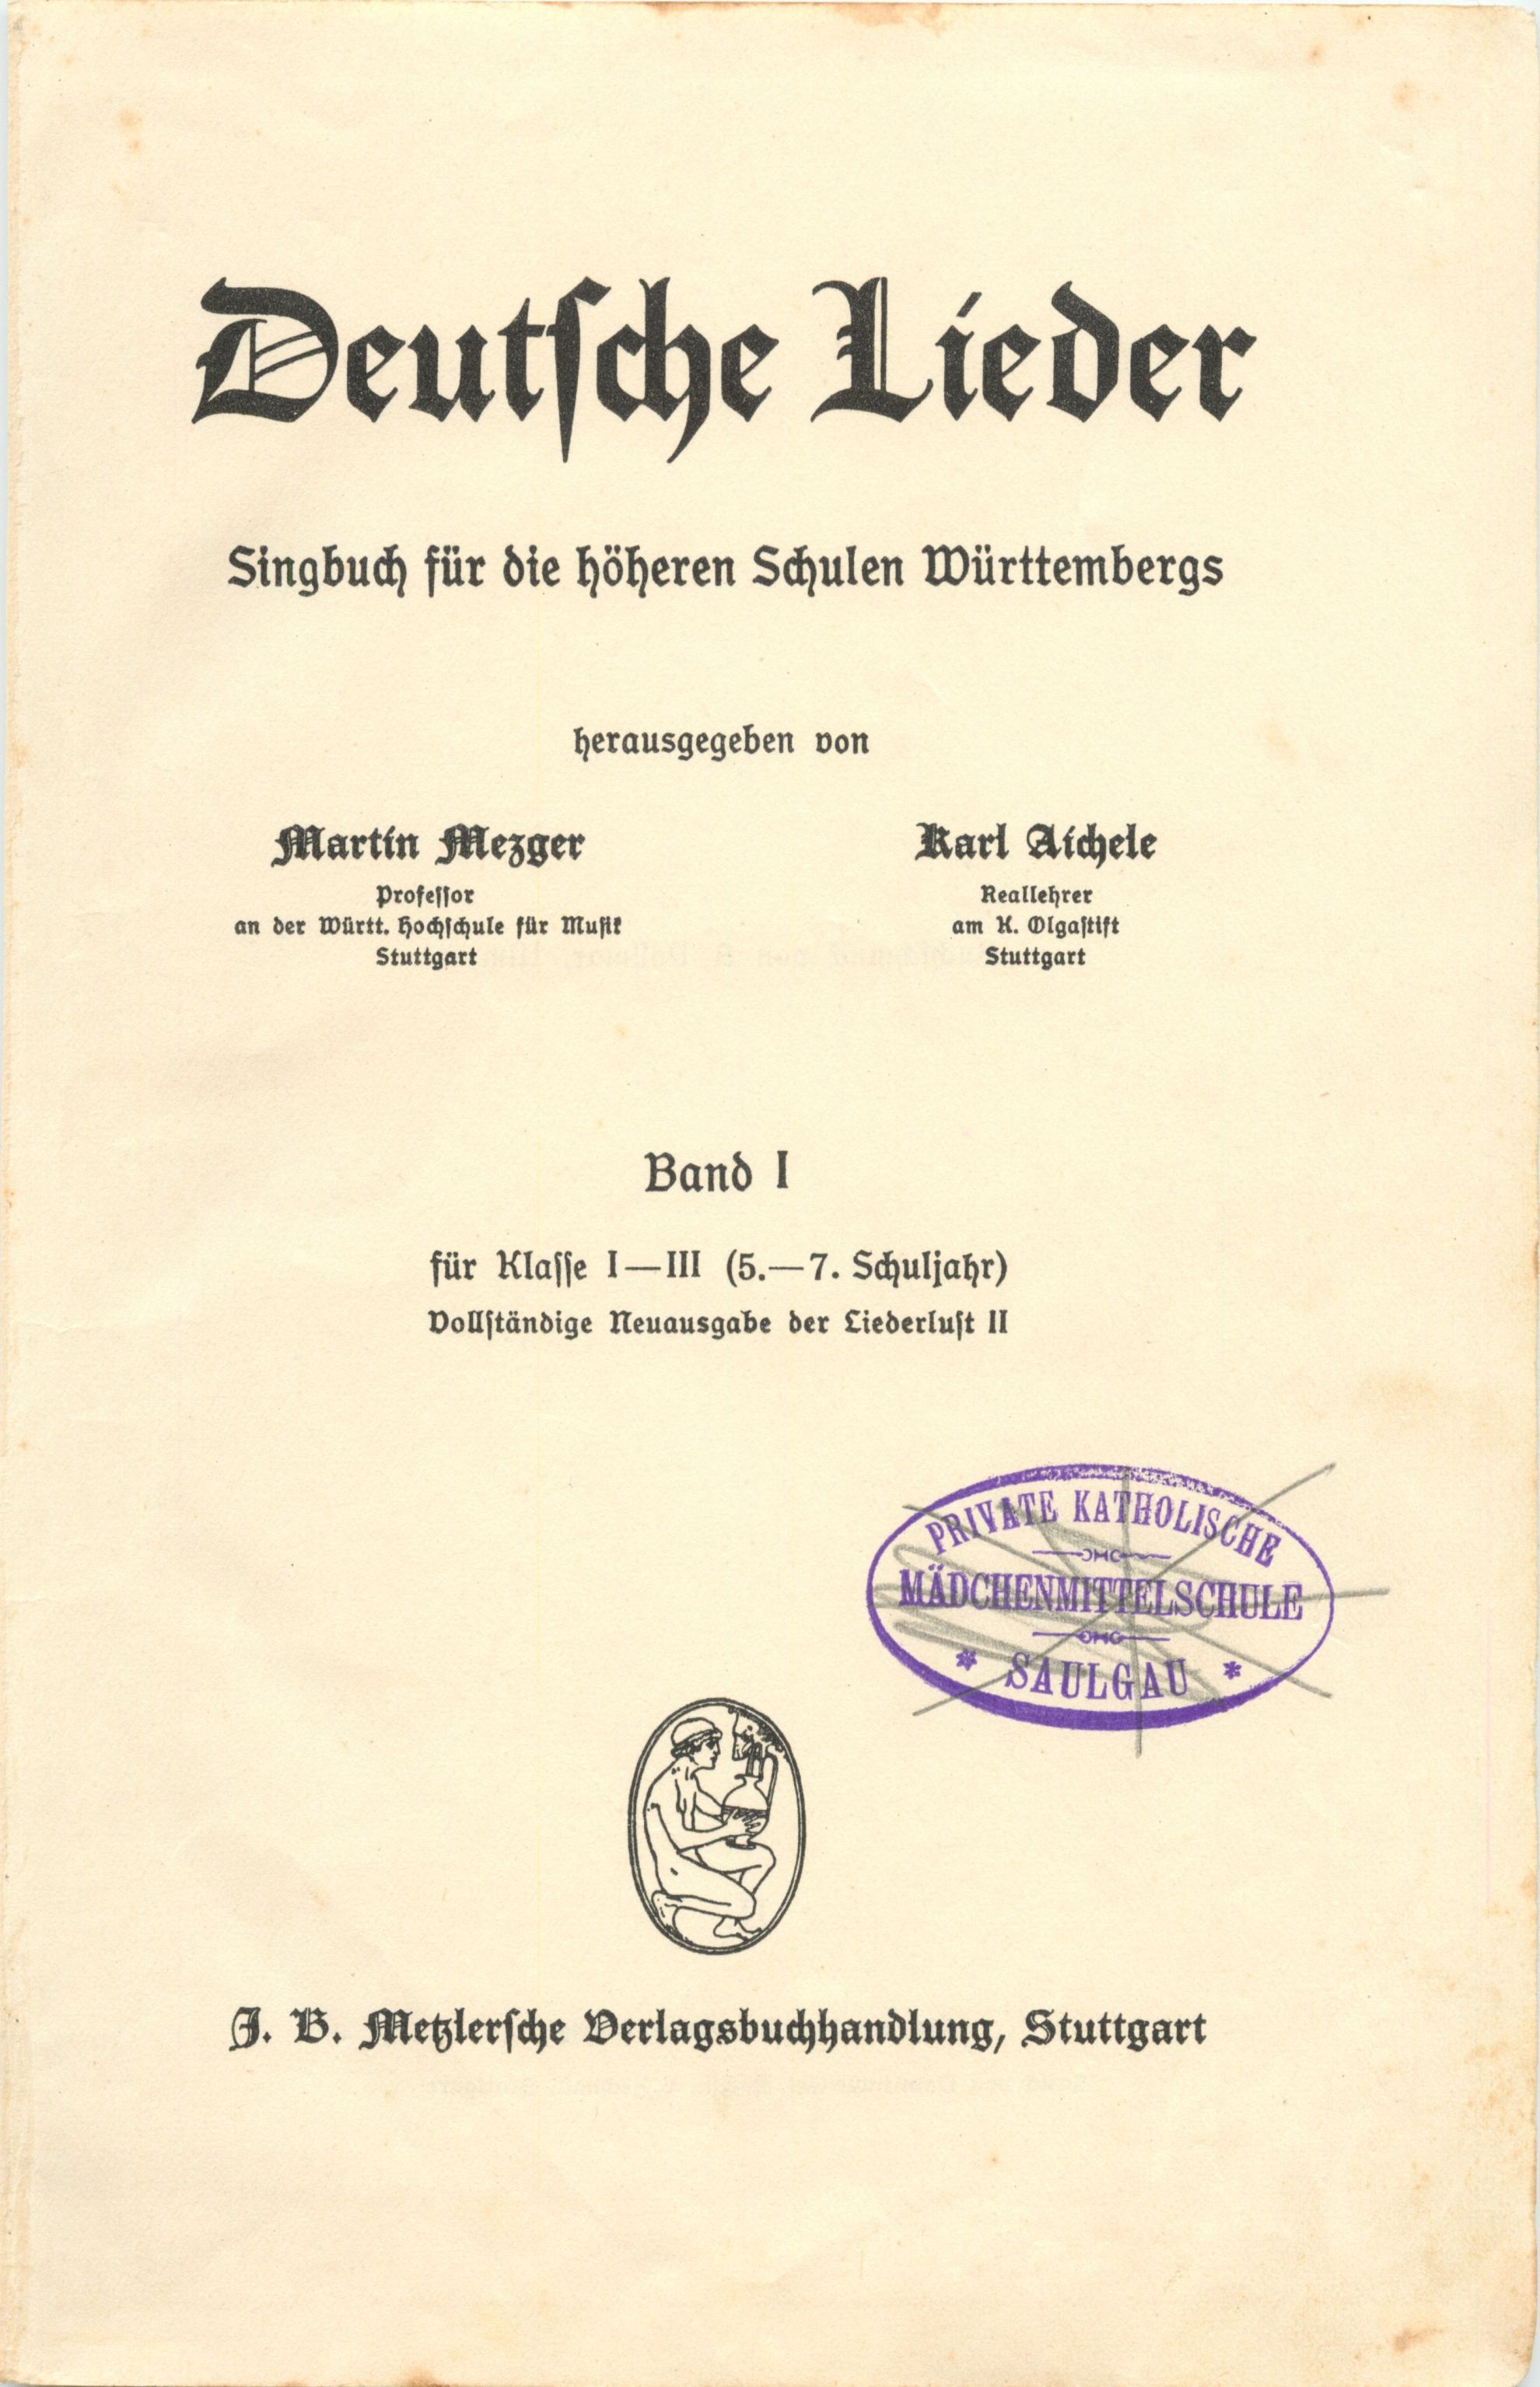 Deutſche Lieder
Singbuch für die höheren Schulen Württembergs
herausgegeben von
Martin Mezger
Profeſſor
an der Württ. Hochſchule für Muſik
Stuttgart
Karl Aichele
Reallehrer
am K. Olgaſtift
Stuttgart
Band I
für Klaſſe I—III (5.—7. Schuljahr)
Vollſtändige Neuausgabe der Liederluſt II
PRIVATE KATHOLISCHE
MÄDCHENMITTELSCHULE
* SAULGAU *
J. B. Metzlerſche Verlagsbuchhandlung, Stuttgart